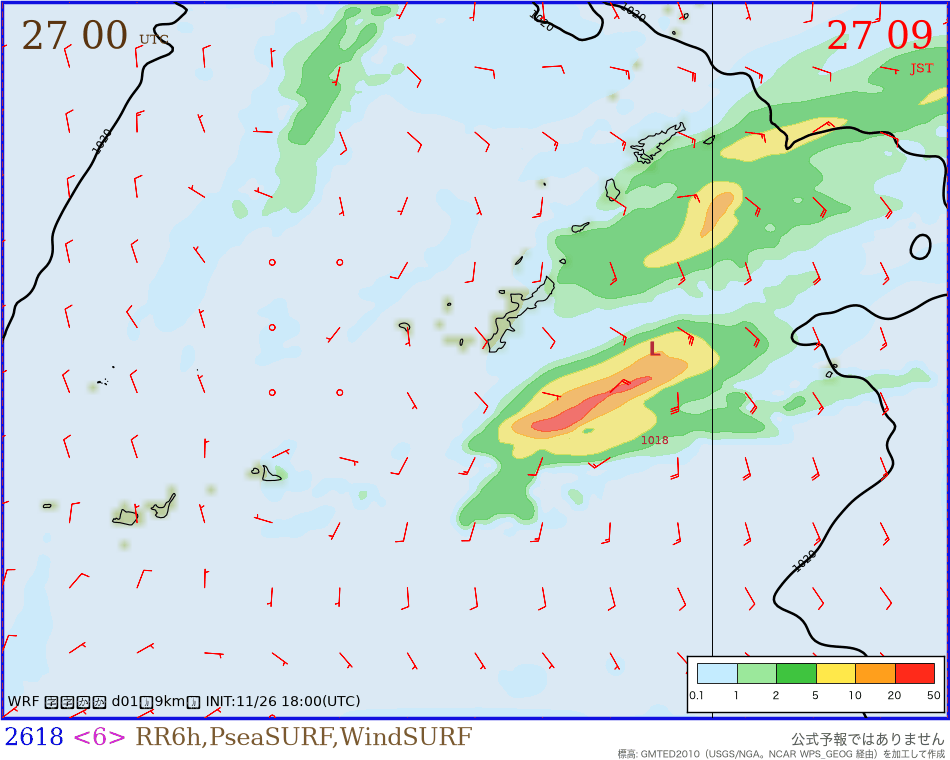 27 00 UTC
27 09 JST
1020
1020
1020
L
1018
1020
0.1 1 2 5 10 20 50
WRF d01 9km INIT:11/26 18:00(UTC)
2618 <6> RR6h,PseaSURF,WindSURF
公式予報ではありません
標高: GMTED2010（USGS/NGA。NCAR WPS_GEOG 経由）を加工して作成